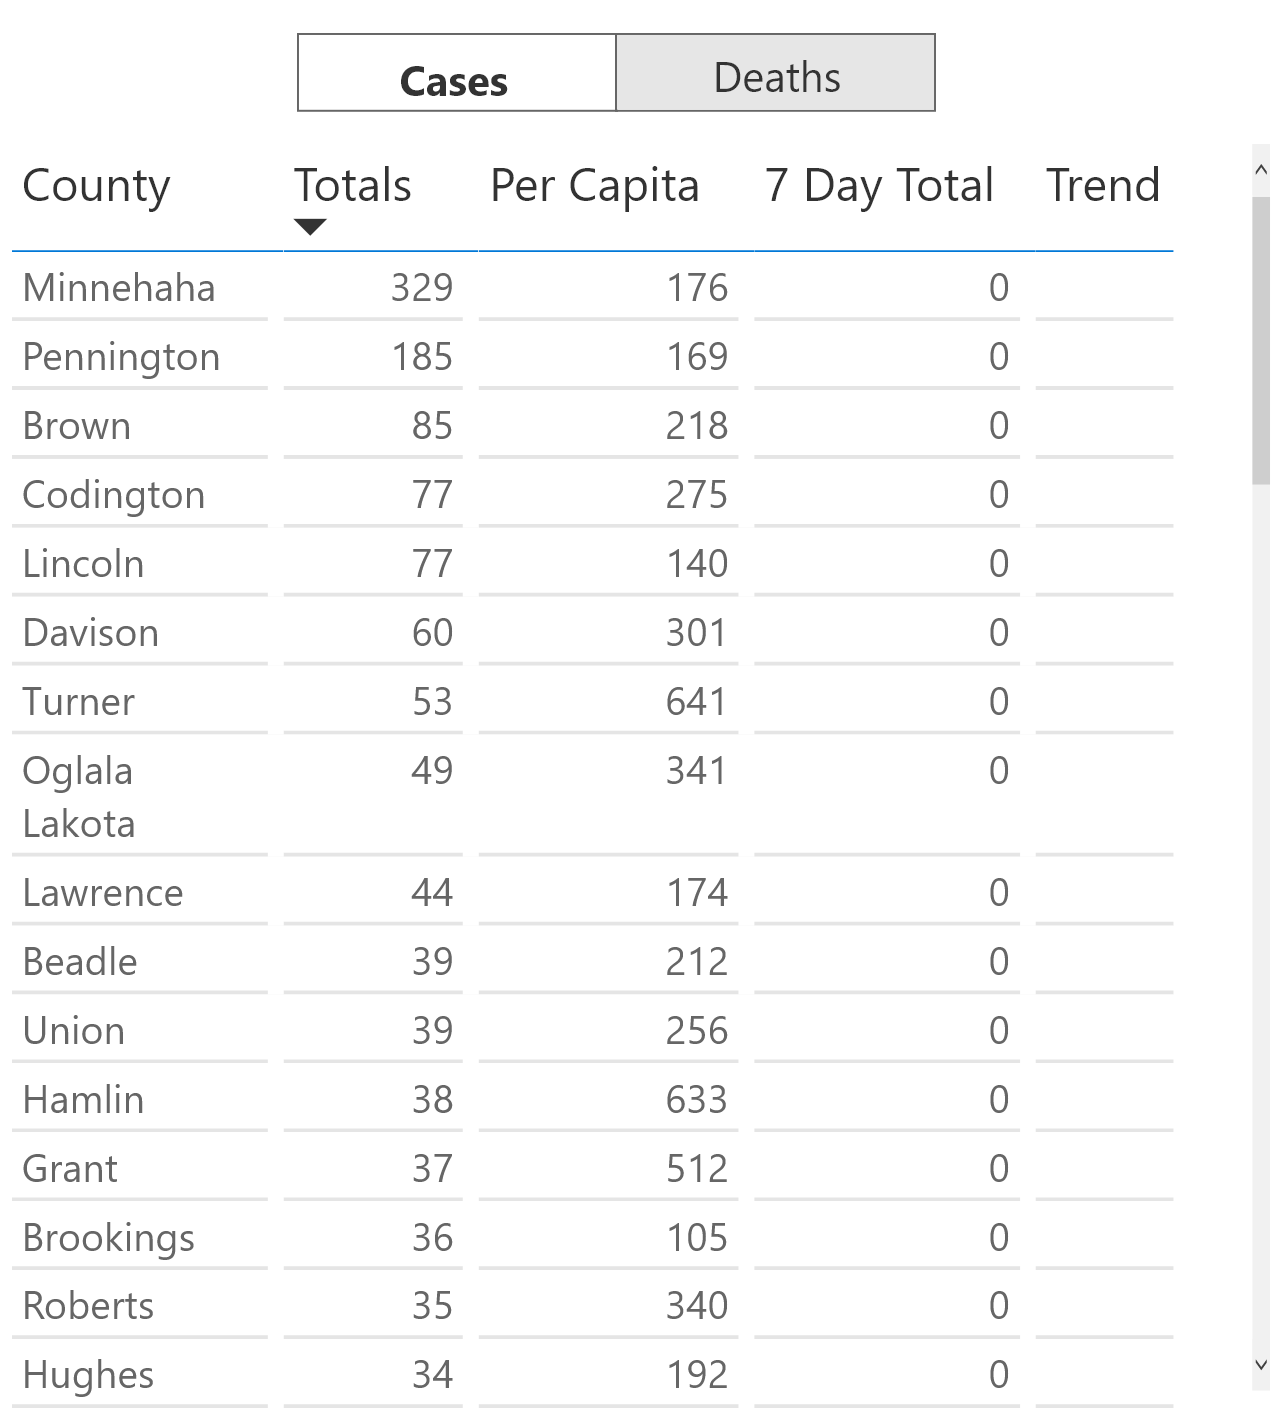 Cases Deaths
County Totals Per Capita 7 Day Total Trend
Minnehaha 329 176 0
Pennington 185 169 0
Brown 85 218 0
Codington 77 275 0
Lincoln 77 140 0
Davison 60 301 0
Turner 53 641 0
Oglala 49 341 0
Lakota
Lawrence 44 174 0
Beadle 39 212 0
Union 39 256 0
Hamlin 38 633 0
Grant 37 512 0
Brookings 36 105 0
Roberts 35 340 0
Hughes 34 192 0